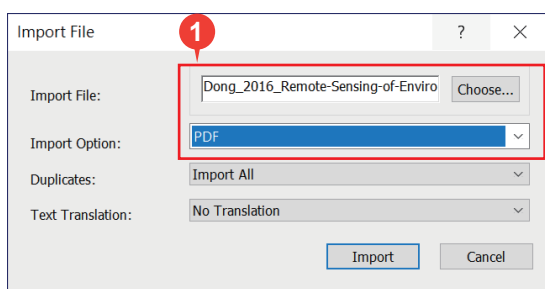 Import File
1
?
Import File:
Dong_2016_Remote-Sensing-of-Enviro
Choose...
Import Option:
PDF
Duplicates:
Import All
Text Translation:
No Translation
Import
Cancel